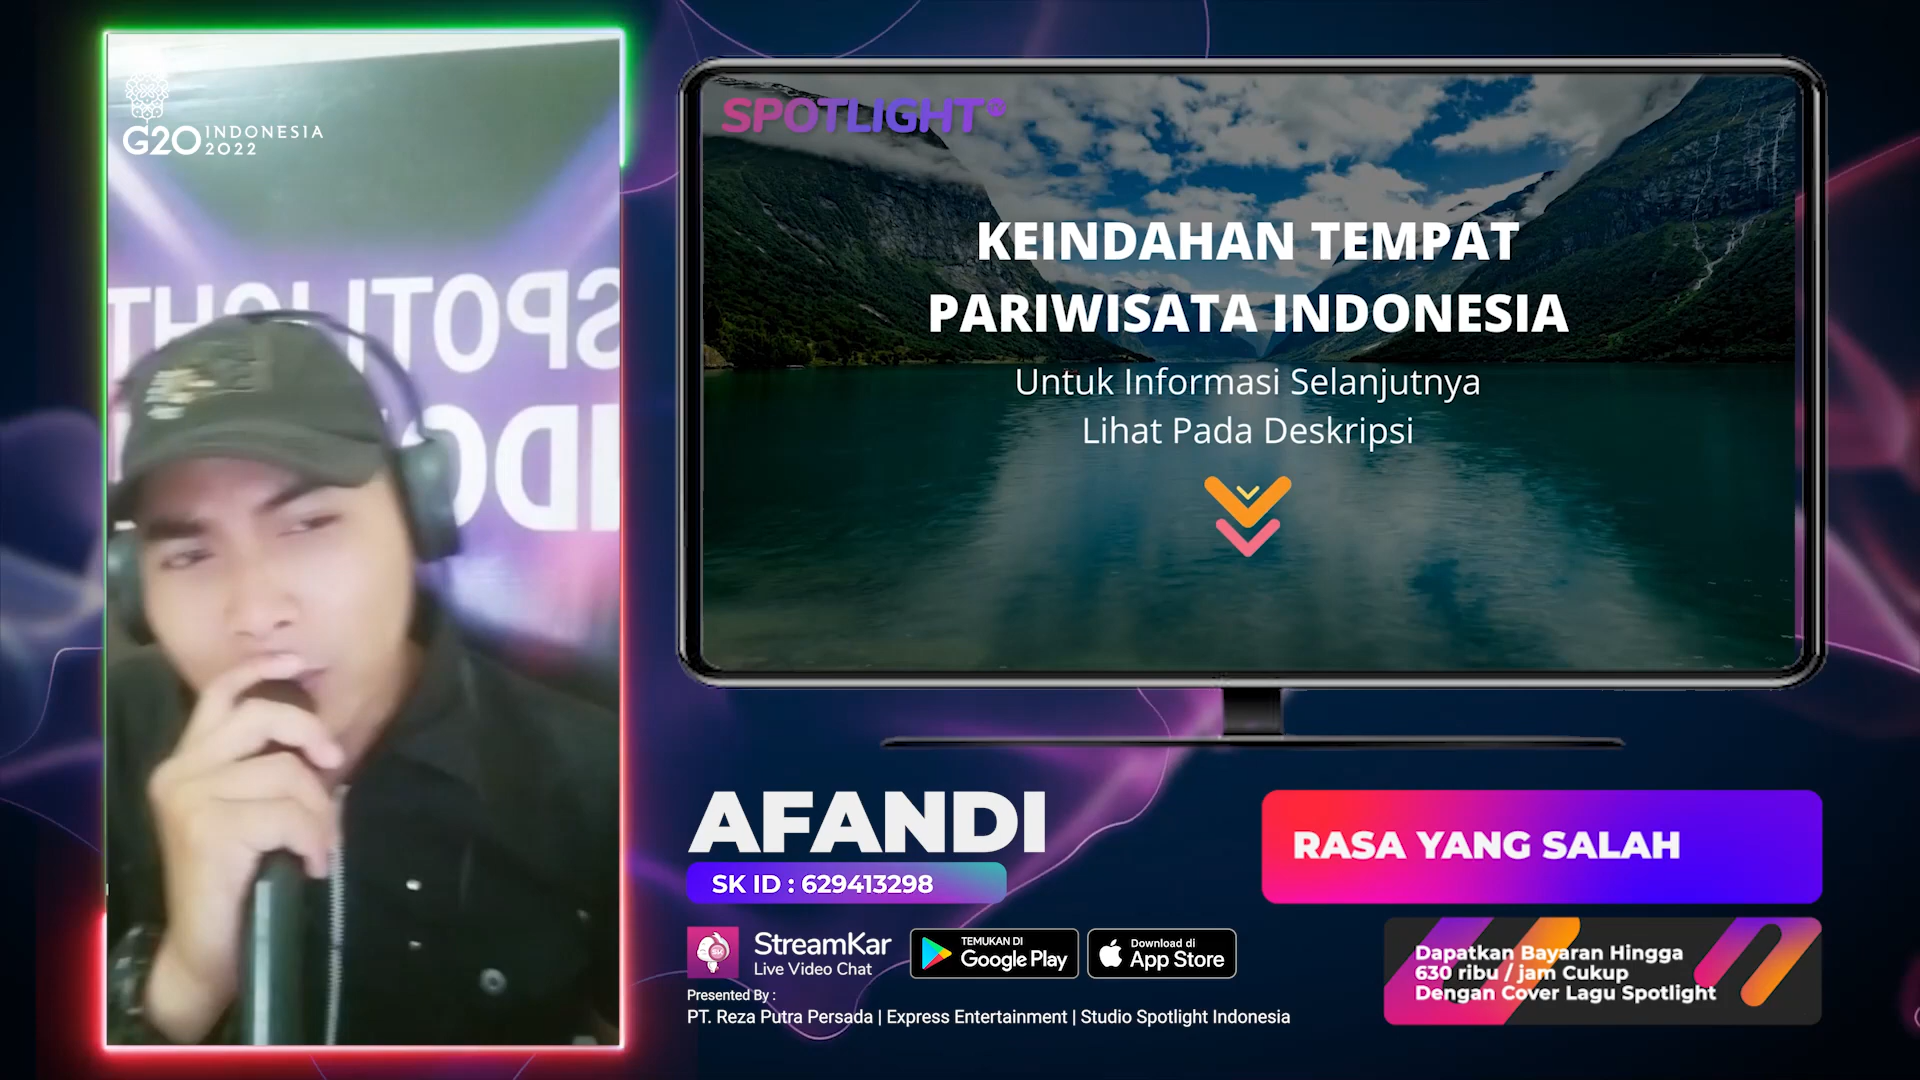 G20 INDONESIA
2022
SPOTLIGHT
SPOTLIGHT
KEINDAHAN TEMPAT
PARIWISATA INDONESIA
Untuk Informasi Selanjutnya
Lihat Pada Deskripsi
AFANDI
SK ID : 629413298
RASA YANG SALAH
StreamKar
Live Video Chat
TEMUKAN DI
Google Play
Download di
App Store
Dapatkan Bayaran Hingga
630 ribu / jam Cukup
Dengan Cover Lagu Spotlight
Presented By :
PT. Reza Putra Persada | Express Entertainment | Studio Spotlight Indonesia